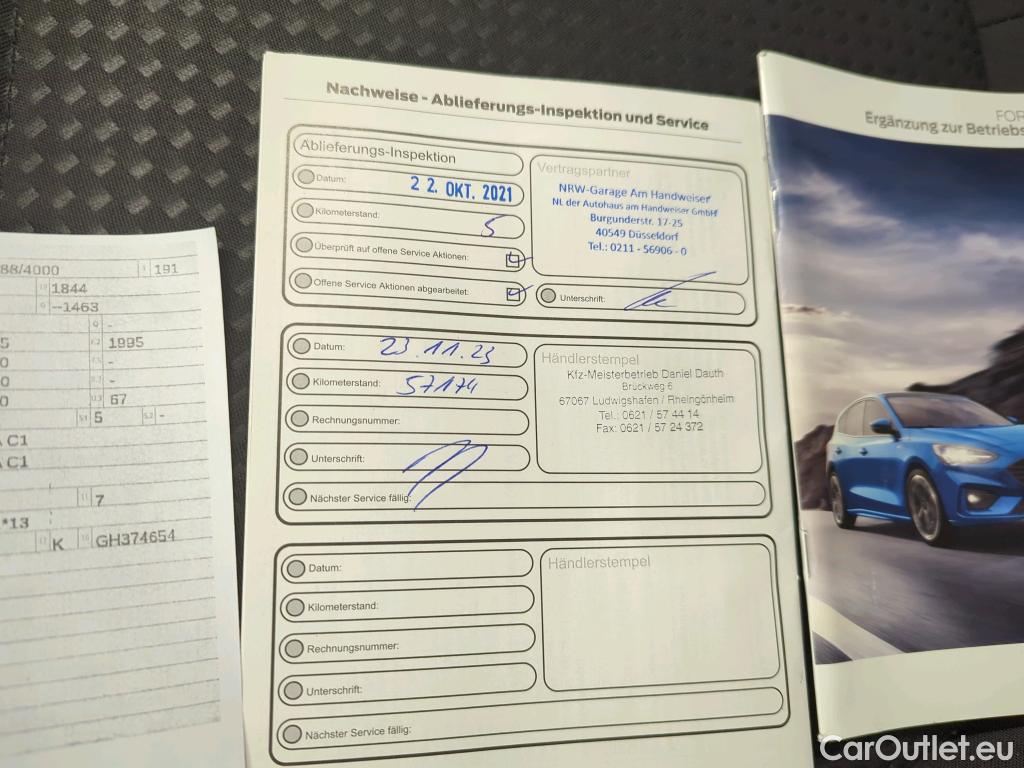 88/4000 191
1844
--1463
-
5 1995
0 -
0 -
0 67
5 -
C1
C1
7
*13
K GH374654
Nachweise - Ablieferungs-Inspektion und Service
Ablieferungs-Inspektion
Datum: 22. OKT. 2021
Kilometerstand: 5
Überprüft auf offene Service Aktionen:
Offene Service Aktionen abgearbeitet:
Vertragspartner
NRW-Garage Am Handweiser
NL der Autohaus am Handweiser GmbH
Burgunderstr. 17-25
40549 Düsseldorf
Tel.: 0211 - 56906 - 0
Unterschrift:
Datum: 23.11.23
Kilometerstand: 57174
Rechnungsnummer:
Unterschrift:
Nächster Service fällig:
Händlerstempel
Kfz-Meisterbetrieb Daniel Dauth
Brückweg 6
67067 Ludwigshafen / Rheingönheim
Tel.: 0621 / 57 44 14
Fax: 0621 / 57 24 372
Datum:
Kilometerstand:
Rechnungsnummer:
Unterschrift:
Nächster Service fällig:
Händlerstempel
FOR
Ergänzung zur Betriebs
CarOutlet.eu